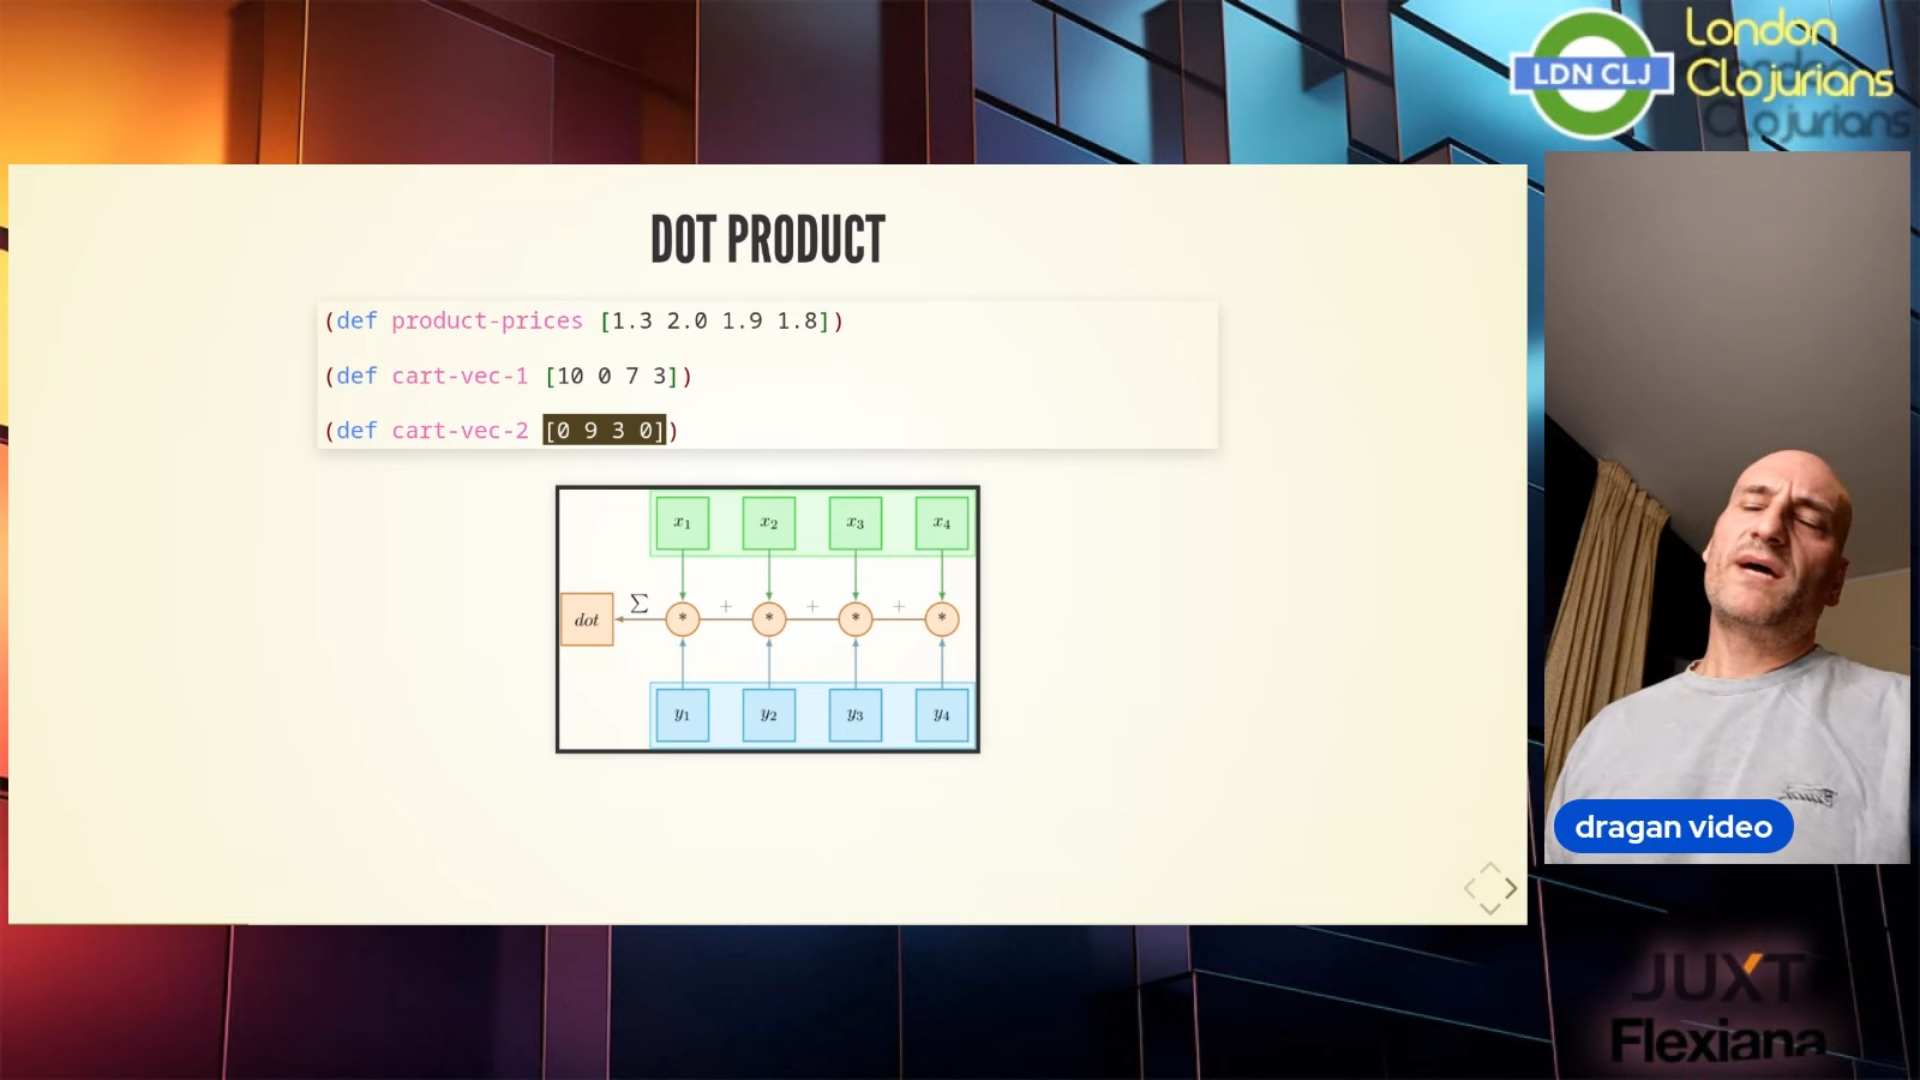 London
LDN CLJ
Clojurians
Clojurians
DOT PRODUCT
(def product-prices [1.3 2.0 1.9 1.8])
(def cart-vec-1 [10 0 7 3])
(def cart-vec-2 [0 9 3 0])
x1 x2 x3 x4
dot ∑ * + * + * + *
y1 y2 y3 y4
dragan video
JUXT
Flexiana